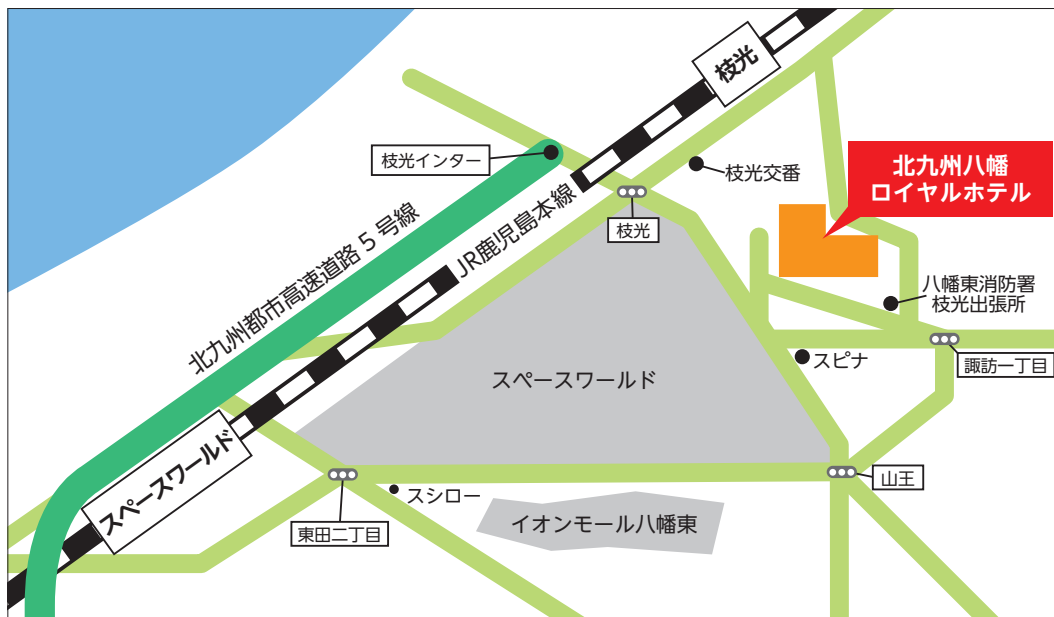 枝光
枝光インター
枝光交番
北九州八幡
ロイヤルホテル
北九州都市高速道路 5 号線
JR鹿児島本線
枝光
八幡東消防署
枝光出張所
スピナ
諏訪一丁目
スペースワールド
スペースワールド
山王
スシロー
東田二丁目
イオンモール八幡東